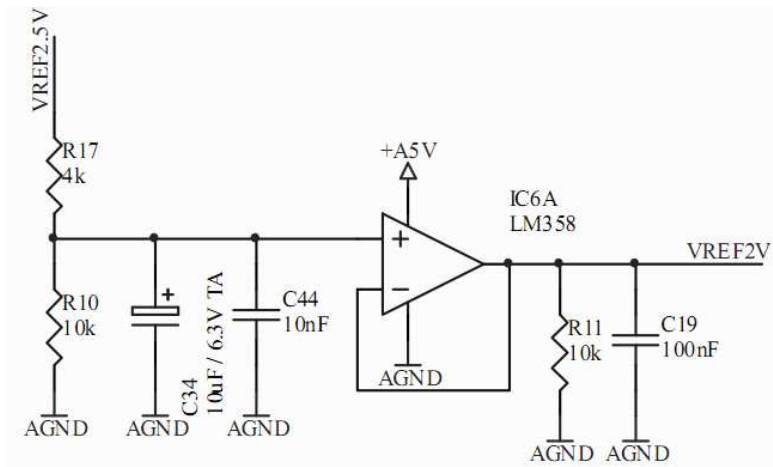 VREF2.5V
R17
4k
+A5V
IC6A
LM358
+
VREF2V
R10
10k
+
C34
10uF / 6.3V TA
C44
10nF
−
R11
10k
C19
100nF
AGND
AGND
AGND
AGND
AGND
AGND